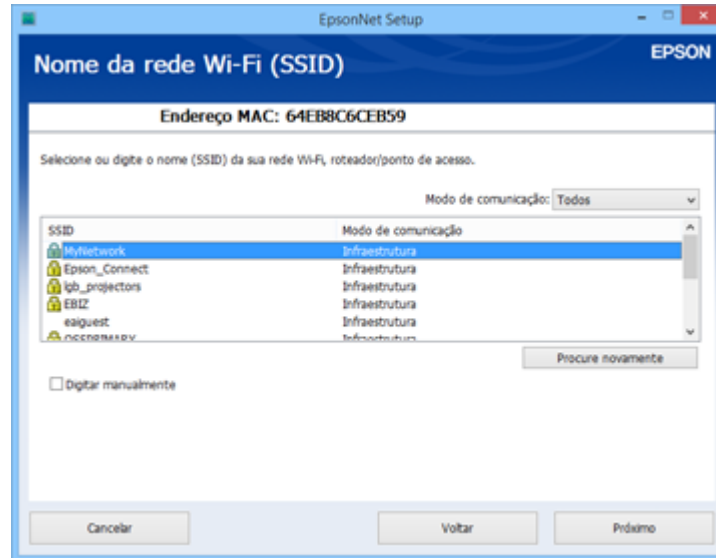 EpsonNet Setup
Nome da rede Wi-Fi (SSID)
EPSON
Endereço MAC: 64EB8C6CEB59
Selecione ou digite o nome (SSID) da sua rede Wi-Fi, roteador/ponto de acesso.
Modo de comunicação: Todos
SSID Modo de comunicação
MyNetwork Infraestrutura
Epson_Connect Infraestrutura
igb_projectors Infraestrutura
EBIZ Infraestrutura
eaiguest Infraestrutura
Infraestrutura
Procure novamente
Digitar manualmente
Cancelar Voltar Próximo